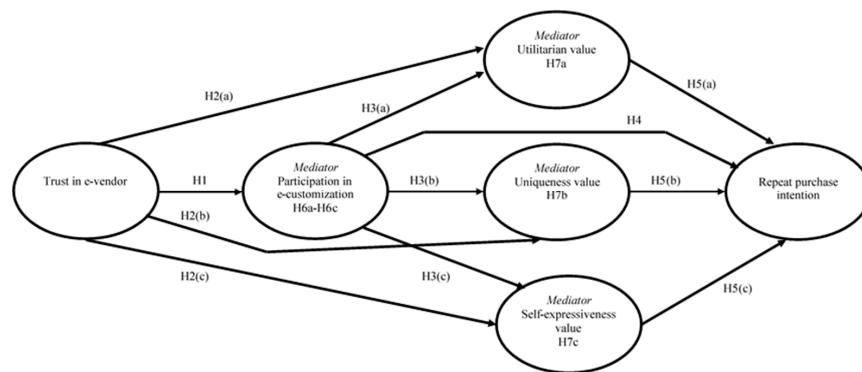 Mediator
Utilitarian value
H7a
H2(a)
H5(a)
H3(a)
H4
Trust in e-vendor
H1
Mediator
Participation in
e-customization
H6a-H6c
H3(b)
Mediator
Uniqueness value
H7b
H5(b)
Repeat purchase
intention
H2(b)
H2(c)
H3(c)
Mediator
Self-expressiveness
value
H7c
H5(c)